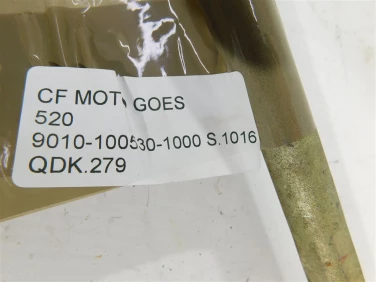 CF MOTO GOES
520
9010-100530-1000 S.1016
QDK.279